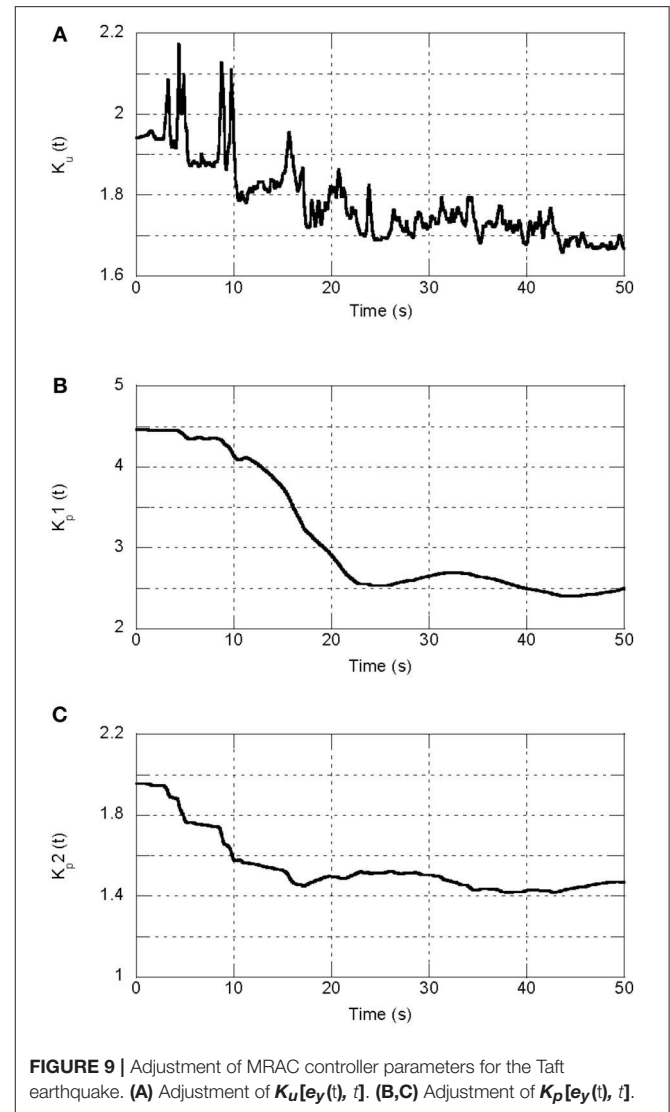 A
2.2
2
1.8
1.6
K_u (t)
0 10 20 30 40 50
Time (s)
B
5
4
3
2
K_p1 (t)
0 10 20 30 40 50
Time (s)
C
2.2
1.8
1.4
1
K_p2 (t)
0 10 20 30 40 50
Time (s)
FIGURE 9 | Adjustment of MRAC controller parameters for the Taft
earthquake. (A) Adjustment of K_U[e_y(t), t]. (B,C) Adjustment of K_p[e_y(t), t].